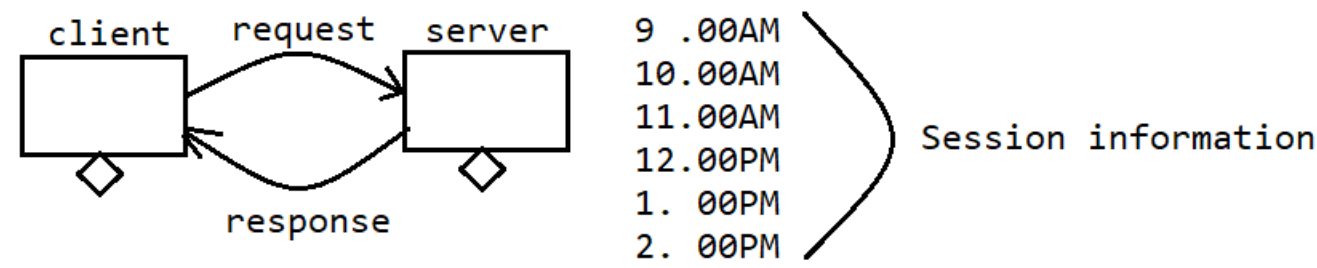 client
request
server
response
9 .00AM
10.00AM
11.00AM
12.00PM
1. 00PM
2. 00PM
Session information